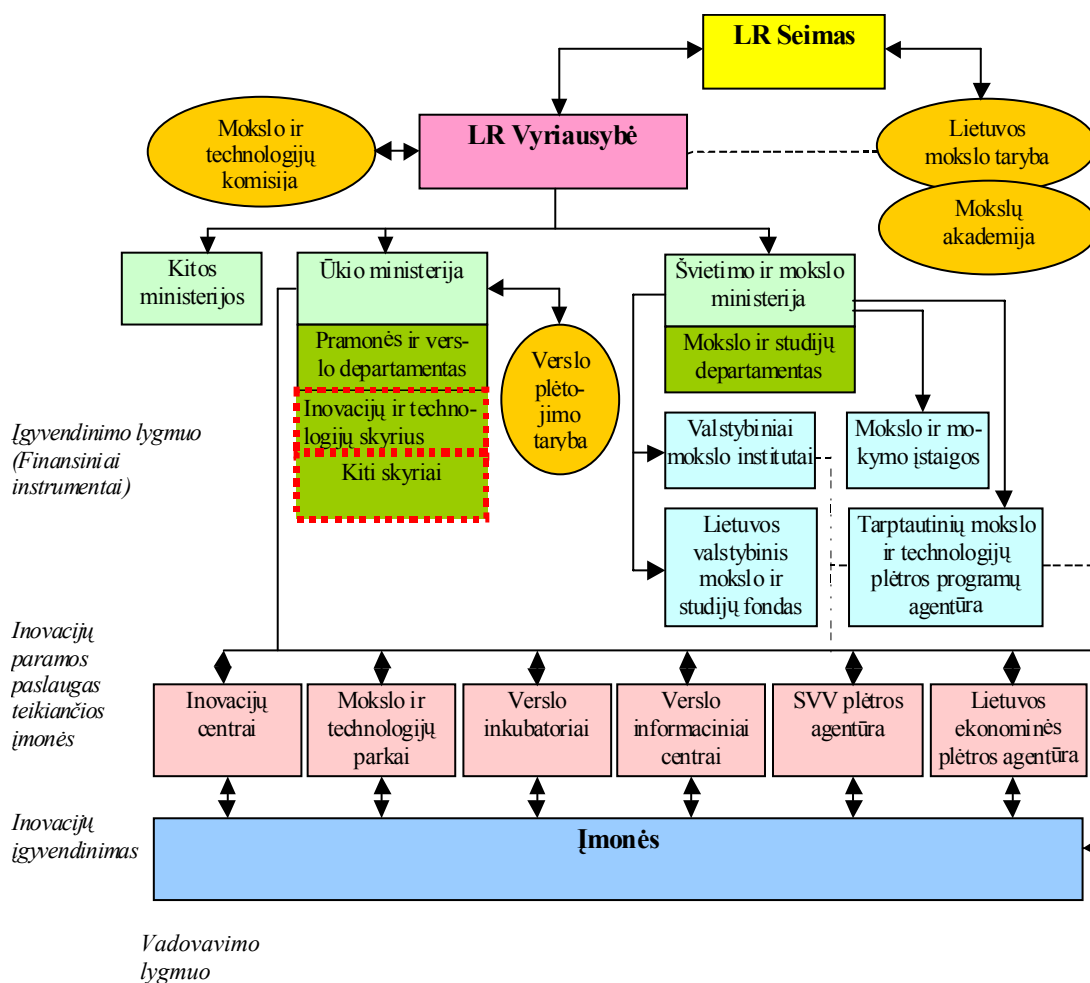 LR Seimas
LR Vyriausybė
Mokslo ir
technologijų
komisija
Lietuvos
mokslo taryba
Mokslų
akademija
Kitos
ministerijos
Ūkio ministerija
Pramonės ir vers-
lo departamentas
Inovacijų ir techno-
logijų skyrius
Kiti skyriai
Verslo
plėto-
jimo
taryba
Švietimo ir mokslo
ministerija
Mokslo ir studijų
departamentas
Valstybiniai
mokslo institutai
Mokslo ir mo-
kymo įstaigos
Lietuvos
valstybinis
mokslo ir
studijų fondas
Tarptautinių mokslo
ir technologijų
plėtros programų
agentūra
Įgyvendinimo lygmuo
(Finansiniai
instrumentai)
Inovacijų
paramos
paslaugas
teikiančios
įmonės
Inovacijų
centrai
Mokslo ir
technologijų
parkai
Verslo
inkubatoriai
Verslo
informaciniai
centrai
SVV plėtros
agentūra
Lietuvos
ekonominės
plėtros agentūra
Inovacijų
įgyvendinimas
Įmonės
Vadovavimo
lygmuo